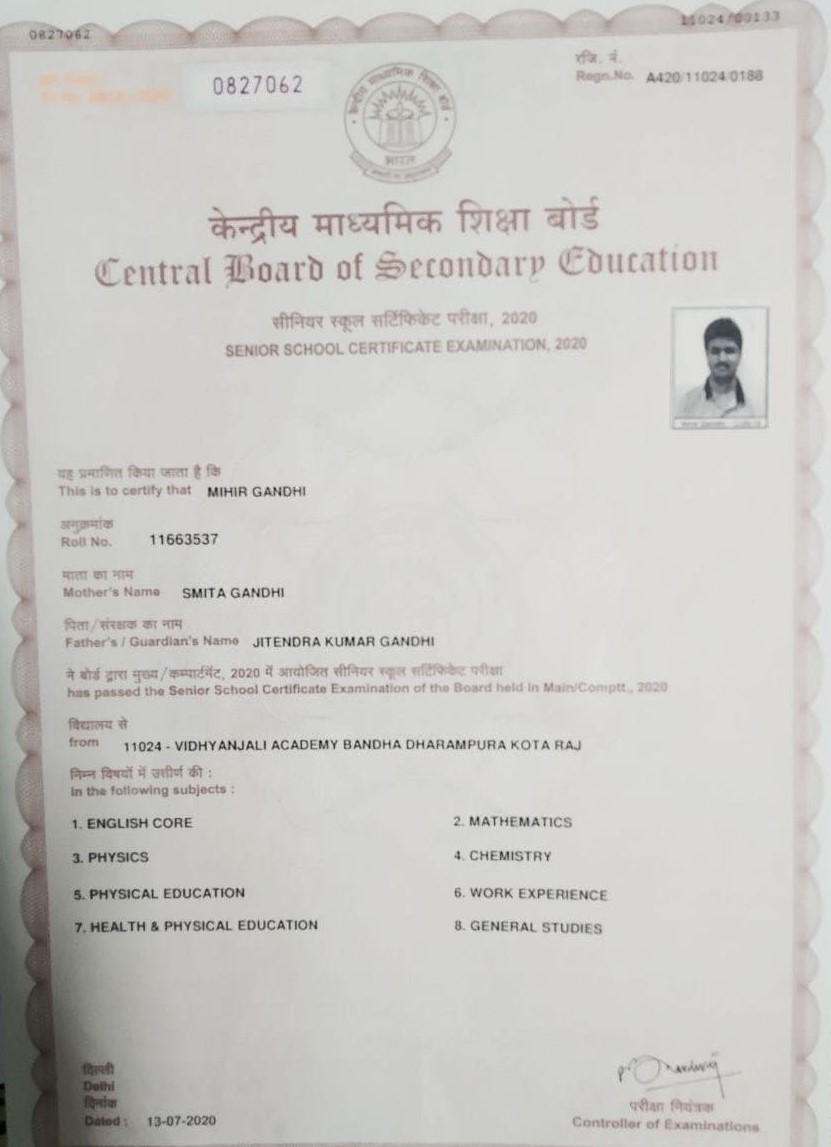 0827062
11024/00133
0827062
रजि. नं.
Regn.No. A420/11024/0188
भारत
केन्द्रीय माध्यमिक शिक्षा बोर्ड
Central Board of Secondary Education
सीनियर स्कूल सर्टिफिकेट परीक्षा, 2020
SENIOR SCHOOL CERTIFICATE EXAMINATION, 2020
यह प्रमाणित किया जाता है कि
This is to certify that MIHIR GANDHI
अनुक्रमांक
Roll No. 11663537
माता का नाम
Mother's Name SMITA GANDHI
पिता/संरक्षक का नाम
Father's / Guardian's Name JITENDRA KUMAR GANDHI
ने बोर्ड द्वारा मुख्य/कम्पार्टमेंट, 2020 में आयोजित सीनियर स्कूल सर्टिफिकेट परीक्षा
has passed the Senior School Certificate Examination of the Board held in Main/Comptt., 2020
विद्यालय से
from 11024 - VIDHYANJALI ACADEMY BANDHA DHARAMPURA KOTA RAJ
निम्न विषयों में उत्तीर्ण की :
in the following subjects :
1. ENGLISH CORE 2. MATHEMATICS
3. PHYSICS 4. CHEMISTRY
5. PHYSICAL EDUCATION 6. WORK EXPERIENCE
7. HEALTH & PHYSICAL EDUCATION 8. GENERAL STUDIES
दिल्ली
Delhi
दिनांक
Dated : 13-07-2020
परीक्षा नियंत्रक
Controller of Examinations